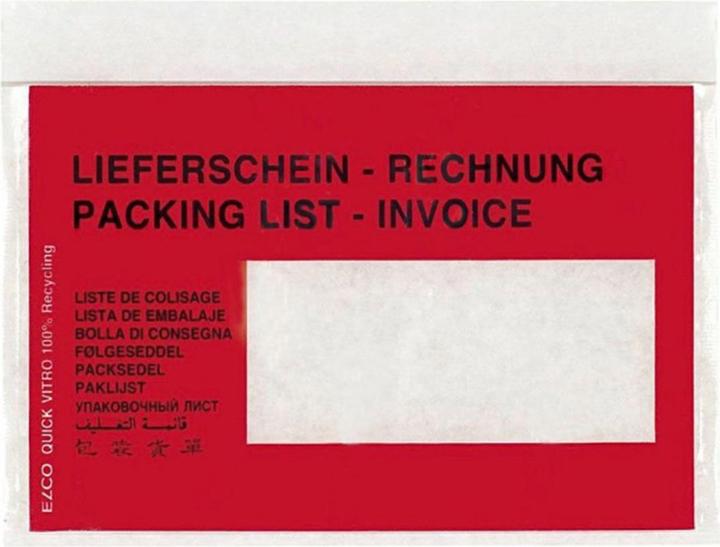 LIEFERSCHEIN - RECHNUNG
PACKING LIST - INVOICE
LISTE DE COLISAGE
LISTA DE EMBALAJE
BOLLA DI CONSEGNA
FØLGESEDDEL
PACKSEDEL
PAKLIJST
УПАКОВОЧНЫЙ ЛИСТ
قائمة التغليف
包裝貨單
ELCO QUICK VITRO 100% Recycling